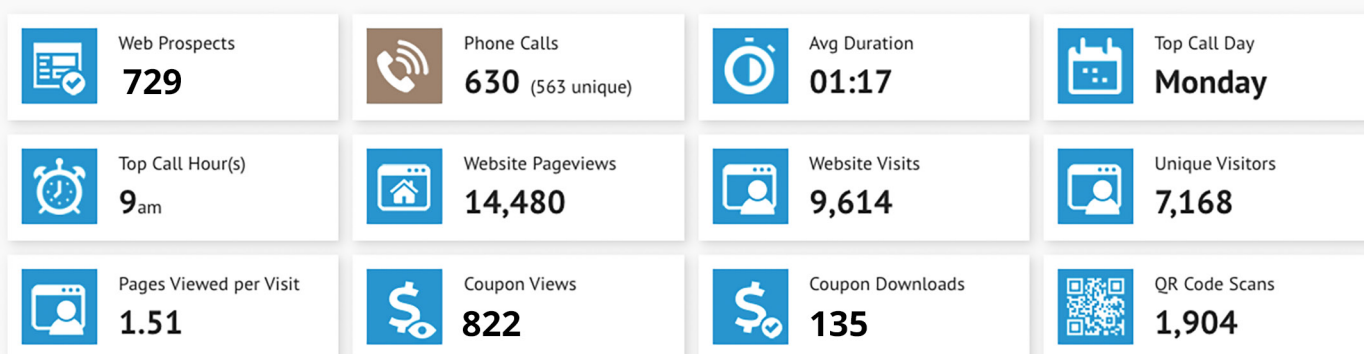 Web Prospects
729
Phone Calls
630 (563 unique)
Avg Duration
01:17
Top Call Day
Monday
Top Call Hour(s)
9am
Website Pageviews
14,480
Website Visits
9,614
Unique Visitors
7,168
Pages Viewed per Visit
1.51
Coupon Views
822
Coupon Downloads
135
QR Code Scans
1,904